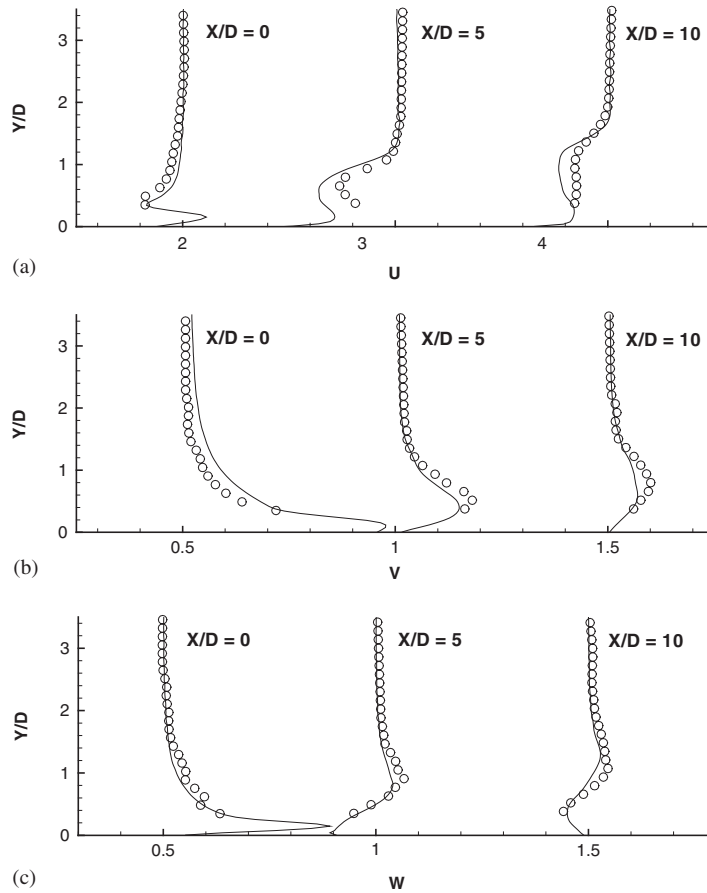 3
X/D = 0
X/D = 5
X/D = 10
2
Y/D
1
0
2
3
4
(a)
U
3
X/D = 0
X/D = 5
X/D = 10
2
Y/D
1
0
0.5
1
1.5
(b)
V
3
X/D = 0
X/D = 5
X/D = 10
2
Y/D
1
0
0.5
1
1.5
(c)
W